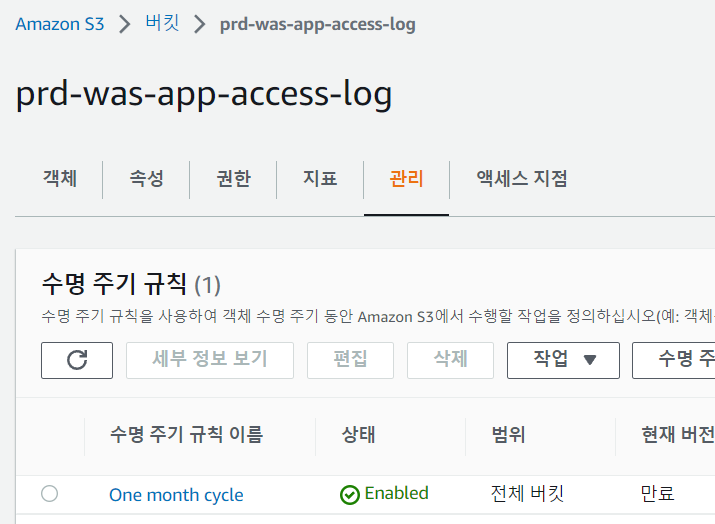 Amazon S3 > 버킷 > prd-was-app-access-log
prd-was-app-access-log
객체 속성 권한 지표 관리 액세스 지점
수명 주기 규칙 (1)
수명 주기 규칙을 사용하여 객체 수명 주기 동안 Amazon S3에서 수행할 작업을 정의하십시오(예: 객체
세부 정보 보기 편집 삭제 작업 ▼ 수명 주
수명 주기 규칙 이름 상태 범위 현재 버전
One month cycle Enabled 전체 버킷 만료